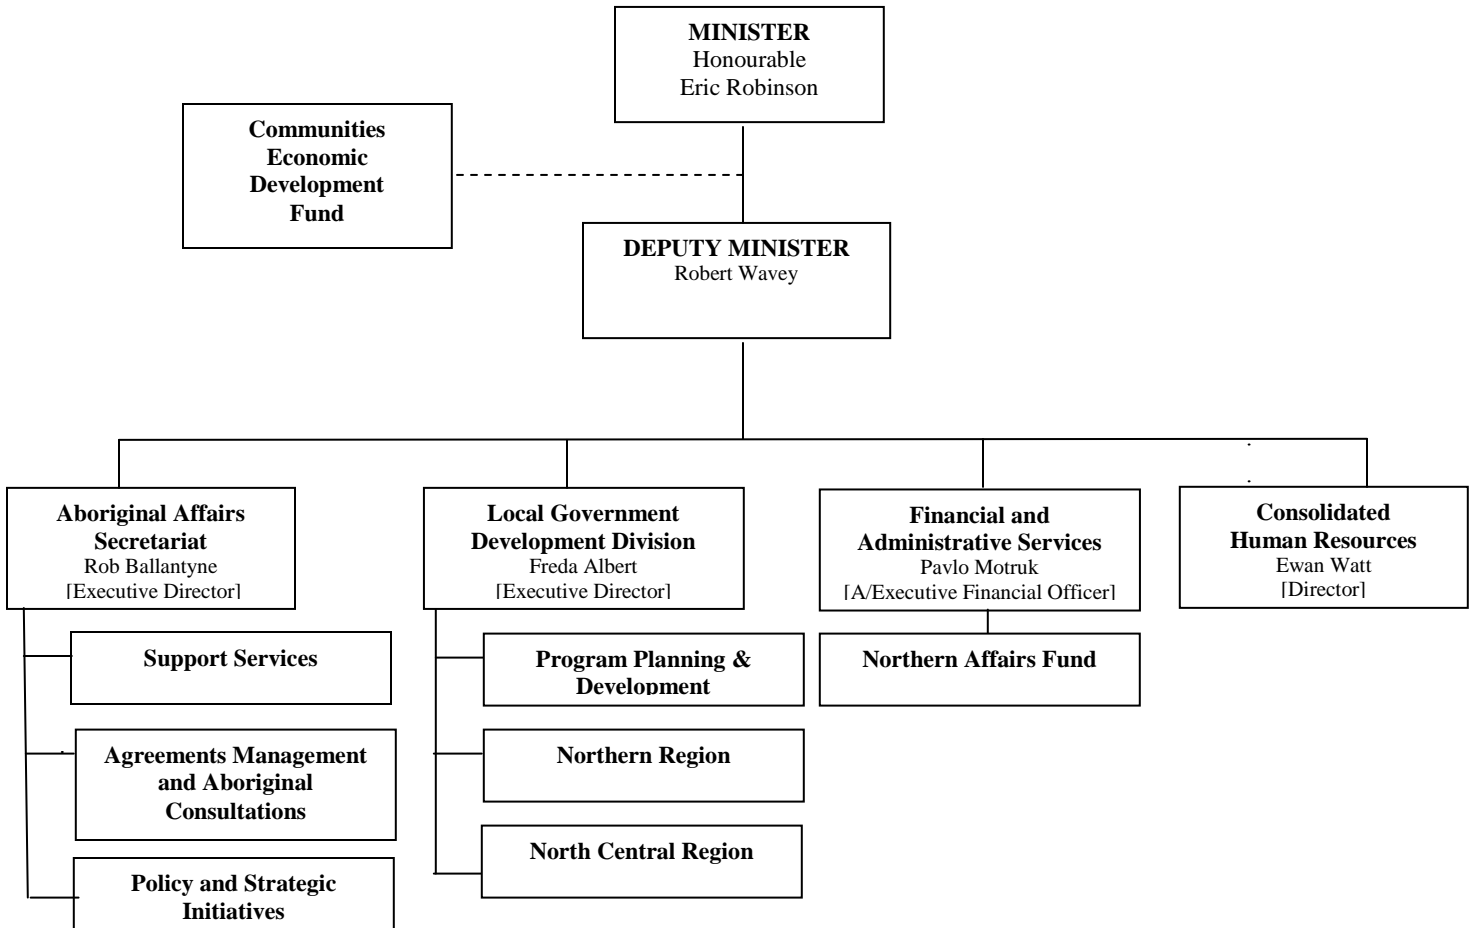 MINISTER
Honourable
Eric Robinson
Communities
Economic
Development
Fund
DEPUTY MINISTER
Robert Wavey
Aboriginal Affairs
Secretariat
Rob Ballantyne
[Executive Director]
Local Government
Development Division
Freda Albert
[Executive Director]
Financial and
Administrative Services
Pavlo Motruk
[A/Executive Financial Officer]
Consolidated
Human Resources
Ewan Watt
[Director]
Support Services
Agreements Management
and Aboriginal
Consultations
Policy and Strategic
Initiatives
Program Planning &
Development
Northern Region
North Central Region
Northern Affairs Fund